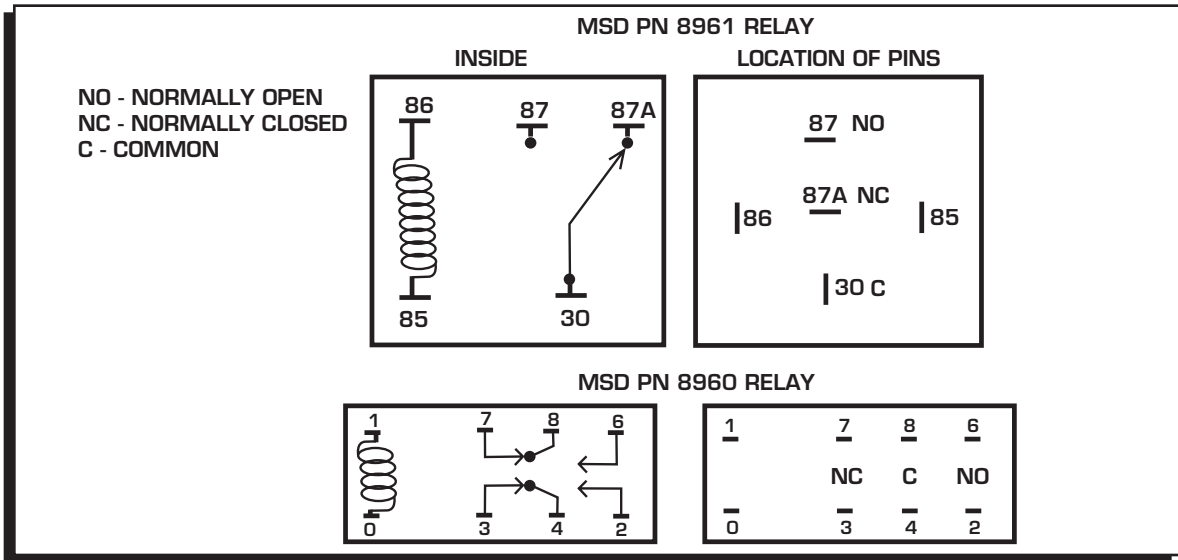 MSD PN 8961 RELAY
INSIDE
LOCATION OF PINS
NO - NORMALLY OPEN
NC - NORMALLY CLOSED
C - COMMON
86 87 87A
85 30
87 NO
87A NC
86 85
30 C
MSD PN 8960 RELAY
1 7 8 6
0 3 4 2
1 7 8 6
NC C NO
0 3 4 2